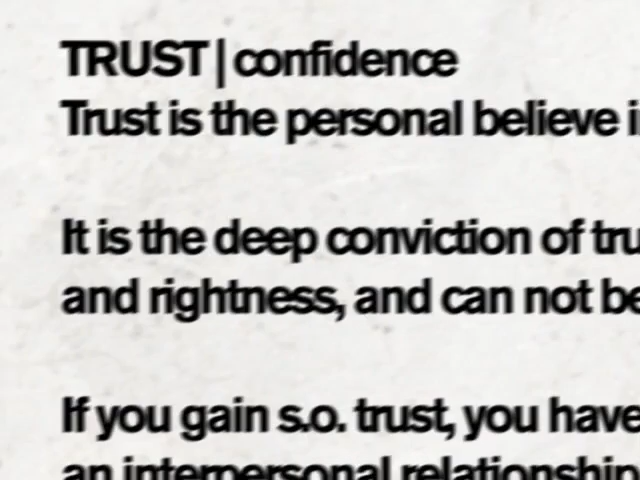 TRUST | confidence
Trust is the personal believe
It is the deep conviction of
and rightness, and can not be
If you gain s.o. trust, you have
an interpersonal relationship